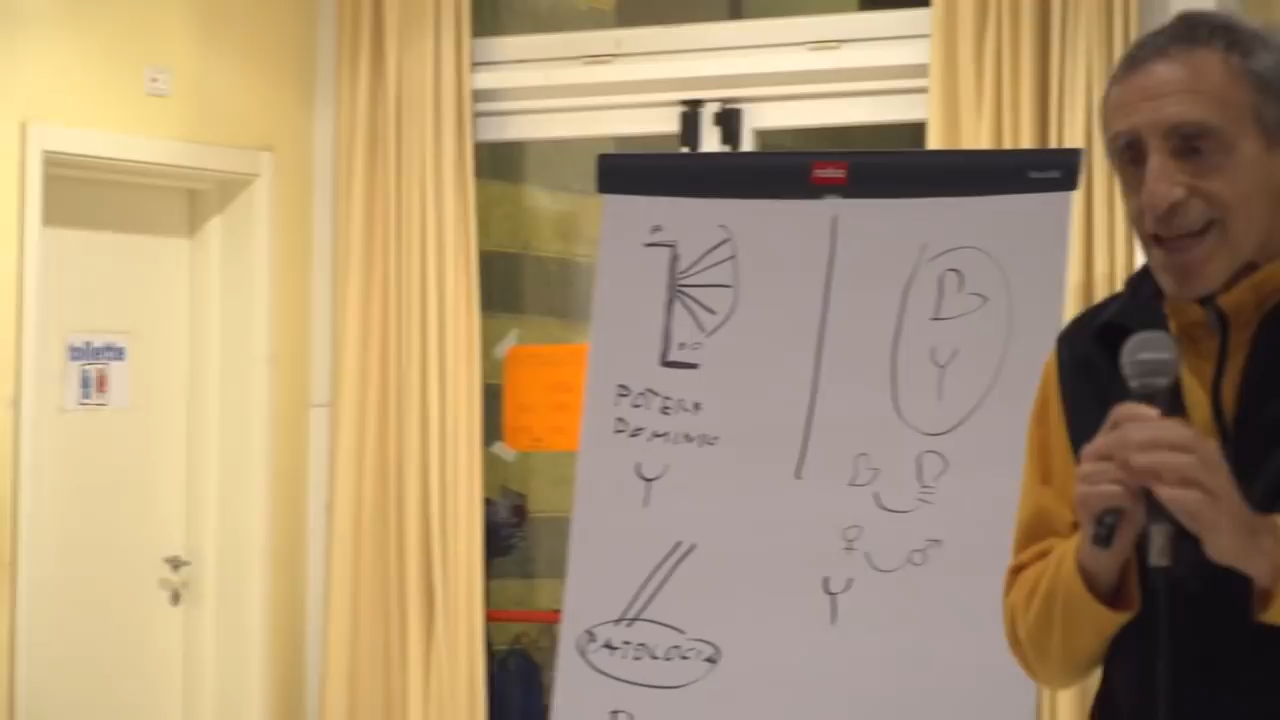 toilette
B
Y
POTERE
DOMINIO
Y
B D
♀ ♂
Y
PATOLOGIA